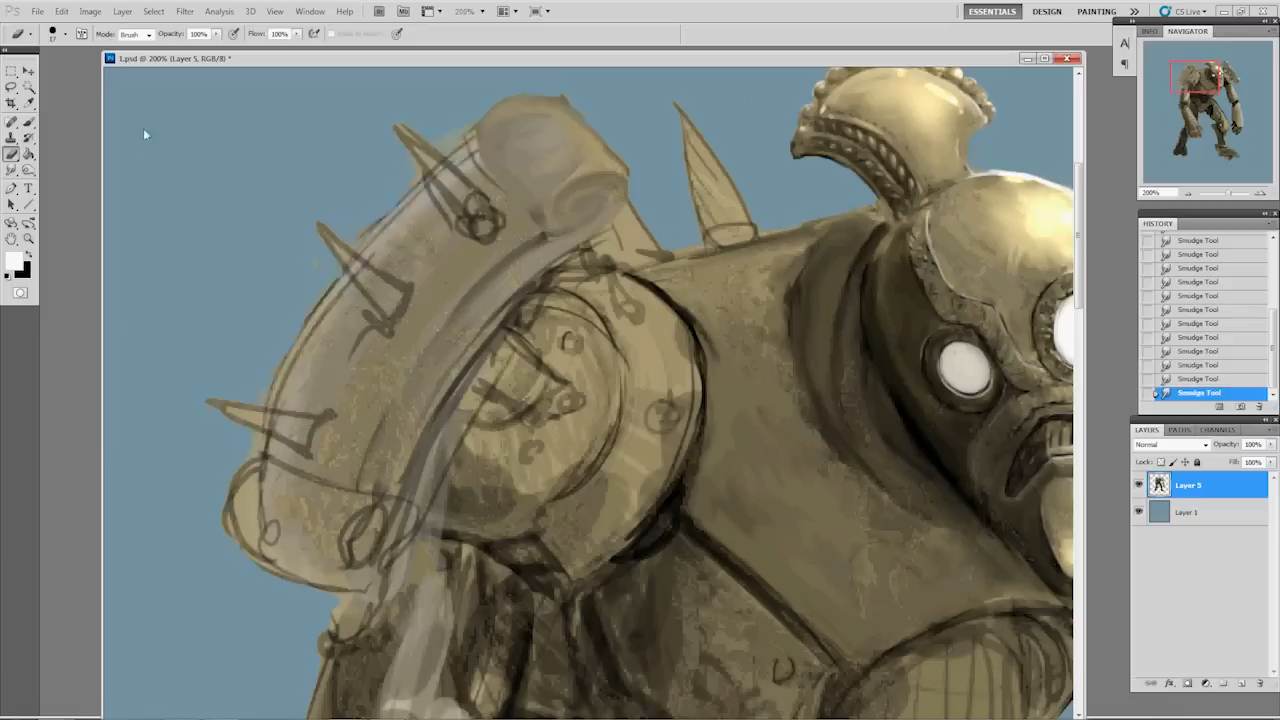 Ps File Edit Image Layer Select Filter Analysis 3D View Window Help Mb 200% ESSENTIALS DESIGN PAINTING CS Live
17 Mode: Brush Opacity: 100% Flow: 100%
1.psd @ 200% (Layer 5, RGB/8) *
INFO NAVIGATOR
200%
HISTORY
Smudge Tool
Smudge Tool
Smudge Tool
Smudge Tool
Smudge Tool
Smudge Tool
Smudge Tool
Smudge Tool
Smudge Tool
Smudge Tool
Smudge Tool
Smudge Tool
LAYERS PATHS CHANNELS
Normal Opacity: 100%
Lock: Fill: 100%
Layer 5
Layer 1